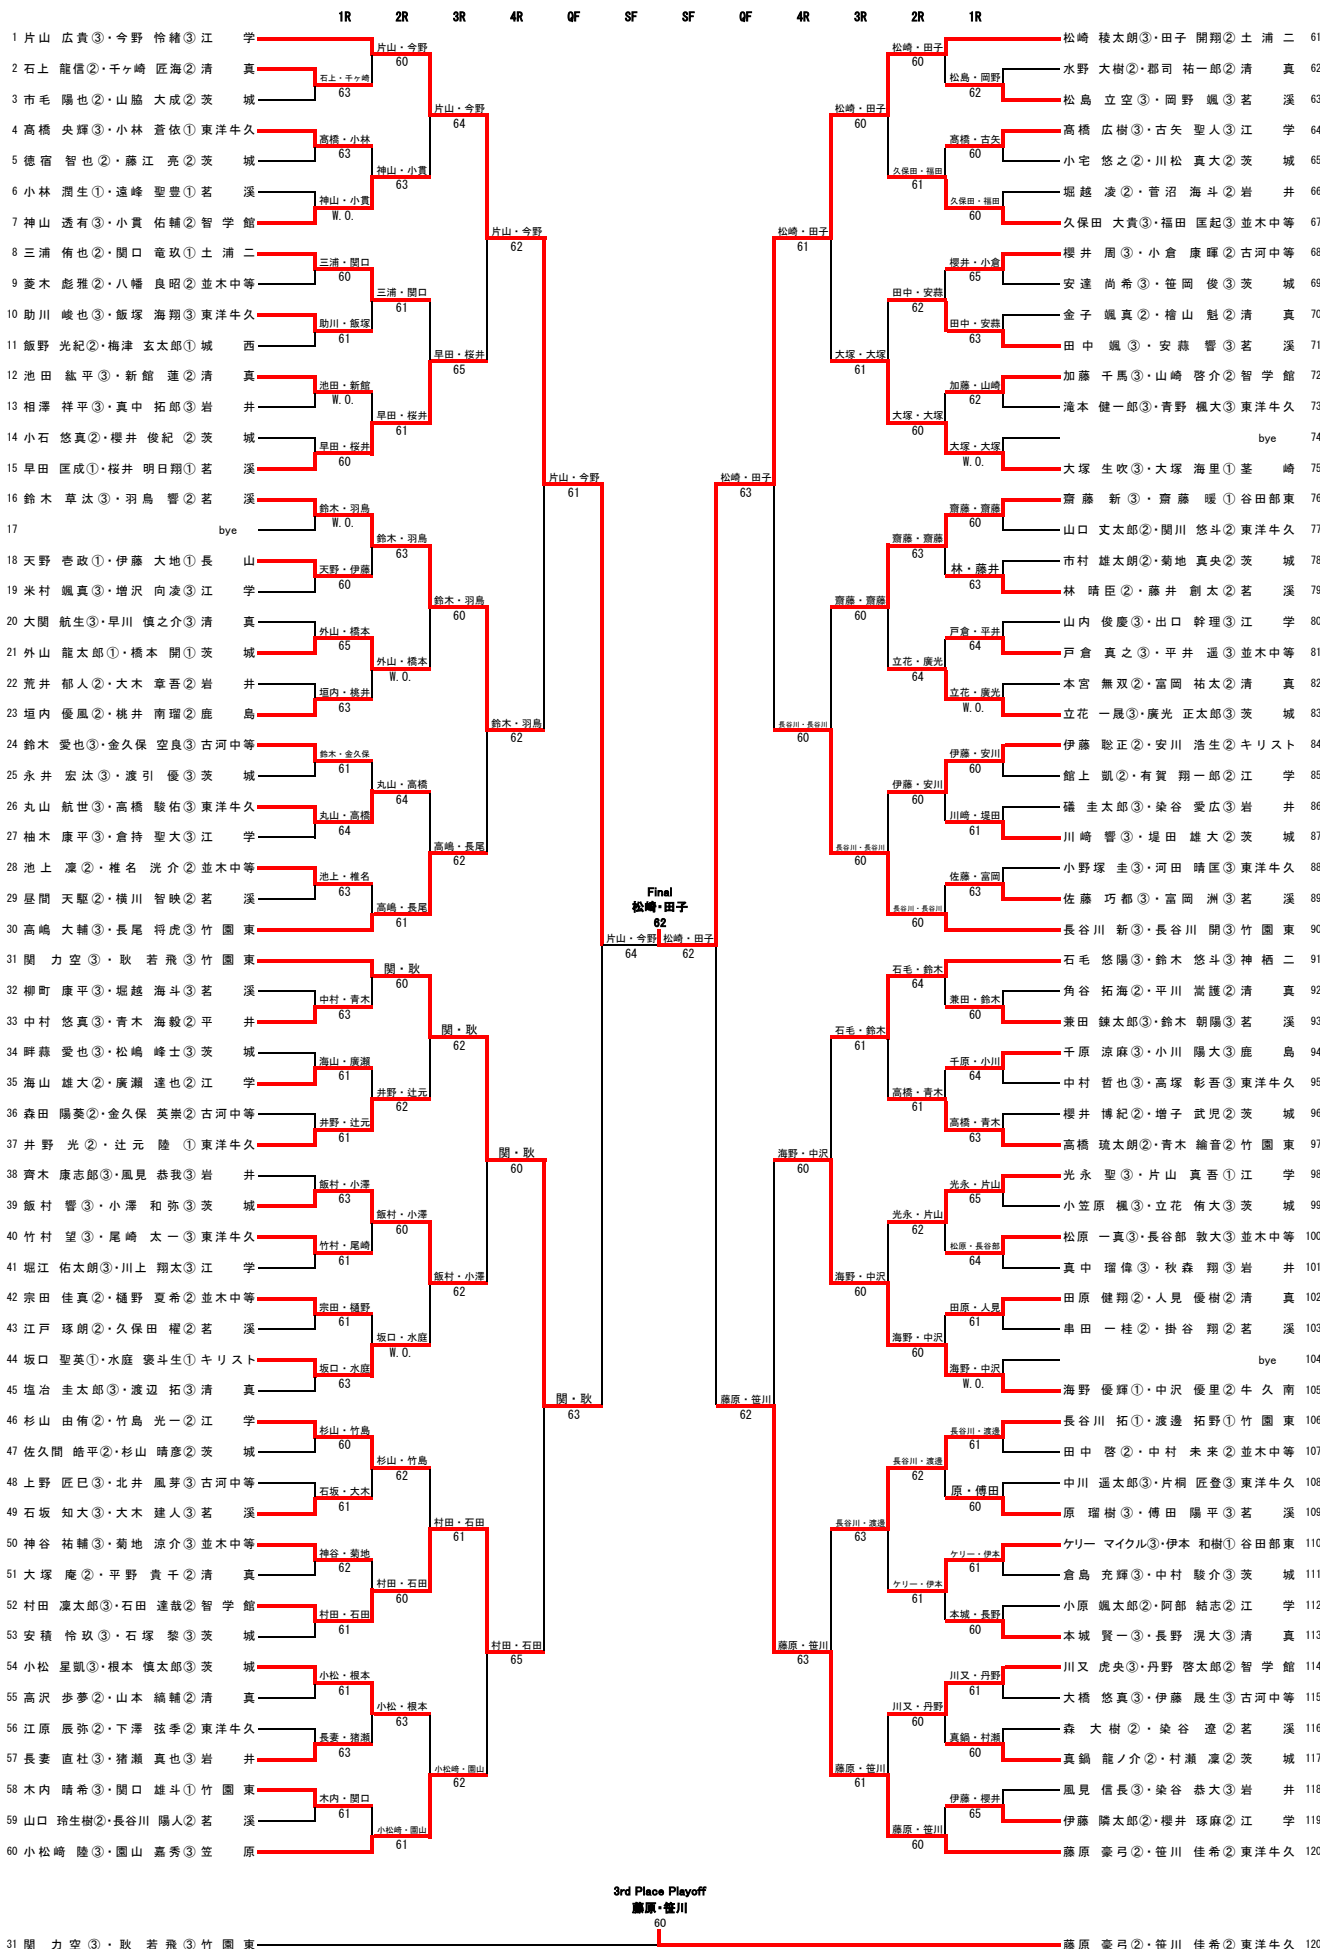 1R 2R 3R 4R QF SF SF QF 4R 3R 2R 1R
1 片山 広貴③・今野 怜緒③ 江 学
2 石上 龍信②・千ヶ崎 匠海② 清 真
3 市毛 陽也②・山脇 大成② 茨 城
4 髙橋 央輝③・小林 蒼依① 東洋牛久
5 徳宿 智也②・藤江 亮② 茨 城
6 小林 潤生①・遠峰 聖豊① 茗 溪
7 神山 透有③・小貫 佑輔② 智 学 館
8 三浦 侑也②・関口 竜玖① 土 浦 二
9 菱木 彪雅②・八幡 良昭② 並木中等
10 助川 峻也③・飯塚 海翔③ 東洋牛久
11 飯野 光紀②・梅津 玄太郎① 城 西
12 池田 紘平③・新館 蓮② 清 真
13 相澤 祥平③・真中 拓郎③ 岩 井
14 小石 悠真②・櫻井 俊紀 ② 茨 城
15 早田 匡成①・桜井 明日翔① 茗 溪
16 鈴木 草汰③・羽鳥 響② 茗 溪
17 bye
18 天野 壱政①・伊藤 大地① 長 山
19 米村 颯真③・増沢 向凌③ 江 学
20 大関 航生③・早川 慎之介③ 清 真
21 外山 龍太郎①・橋本 開① 茨 城
22 荒井 郁人②・大木 章吾② 岩 井
23 垣内 優風②・桃井 南瑠② 鹿 島
24 鈴木 愛也③・金久保 空良③ 古河中等
25 永井 宏汰③・渡引 優③ 茨 城
26 丸山 航世③・高橋 駿佑③ 東洋牛久
27 柚木 康平③・倉持 聖大③ 江 学
28 池上 凜②・椎名 洸介② 並木中等
29 昼間 天駆②・横川 智映② 茗 溪
30 高嶋 大輔③・長尾 将虎③ 竹 園 東
31 関 力空③・耿 若飛③ 竹 園 東
32 柳町 康平③・堀越 海斗③ 茗 溪
33 中村 悠真③・青木 海毅② 平 井
34 畔蒜 愛也③・松嶋 峰士③ 茨 城
35 海山 雄大②・廣瀬 達也② 江 学
36 森田 陽葵②・金久保 英崇② 古河中等
37 井野 光②・辻元 陸 ① 東洋牛久
38 齊木 康志郎③・風見 恭我③ 岩 井
39 飯村 響③・小澤 和弥③ 茨 城
40 竹村 望③・尾崎 太一③ 東洋牛久
41 堀江 佑太朗③・川上 翔太③ 江 学
42 宗田 佳真②・樋野 夏希② 並木中等
43 江戸 琢朗②・久保田 櫂② 茗 溪
44 坂口 聖英①・水庭 褒斗生① キリスト
45 塩冶 圭太郎③・渡辺 拓③ 清 真
46 杉山 由侑②・竹島 光一② 江 学
47 佐久間 皓平②・杉山 晴彦② 茨 城
48 上野 匠巳③・北井 風芽③ 古河中等
49 石坂 知大③・大木 建人③ 茗 溪
50 神谷 祐輔③・菊地 涼介③ 並木中等
51 大塚 庵②・平野 貴千② 清 真
52 村田 凜太郎③・石田 達哉② 智 学 館
53 安積 怜玖③・石塚 黎③ 茨 城
54 小松 星凱③・根本 慎太郎③ 茨 城
55 高沢 歩夢②・山本 縞輔② 清 真
56 江原 辰弥②・下澤 弦季② 東洋牛久
57 長妻 直杜③・猪瀬 真也③ 岩 井
58 木内 晴希③・関口 雄斗① 竹 園 東
59 山口 玲生樹②・長谷川 陽人② 茗 溪
60 小松﨑 陸③・園山 嘉秀③ 笠 原
石上・千ヶ崎 63
髙橋・小林 63
神山・小貫 W.O.
三浦・関口 60
助川・飯塚 61
池田・新館 W.O.
早田・桜井 60
鈴木・羽鳥 W.O.
天野・伊藤 60
外山・橋本 65
垣内・桃井 63
鈴木・金久保 61
丸山・高橋 64
池上・椎名 63
中村・青木 63
海山・廣瀬 61
井野・辻元 61
飯村・小澤 63
竹村・尾崎 61
宗田・樋野 61
坂口・水庭 63
杉山・竹島 60
石坂・大木 61
神谷・菊地 62
村田・石田 61
小松・根本 61
長妻・猪瀬 63
木内・関口 61
片山・今野 60
神山・小貫 63
三浦・関口 61
早田・桜井 61
鈴木・羽鳥 63
外山・橋本 W.O.
丸山・高橋 64
高嶋・長尾 61
関・耿 60
井野・辻元 62
飯村・小澤 60
坂口・水庭 W.O.
杉山・竹島 62
村田・石田 60
小松・根本 63
小松﨑・園山 61
片山・今野 64
早田・桜井 65
鈴木・羽鳥 60
高嶋・長尾 62
関・耿 62
飯村・小澤 62
村田・石田 61
小松﨑・園山 62
片山・今野 62
鈴木・羽鳥 62
関・耿 60
村田・石田 65
片山・今野 61
関・耿 63
片山・今野 64
Final
松崎・田子
62
松崎・田子 62
松崎・田子 63
藤原・笹川 62
松崎・田子 61
長谷川・長谷川 60
海野・中沢 60
藤原・笹川 63
松崎・田子 60
大塚・大塚 61
齋藤・齋藤 60
長谷川・長谷川 60
石毛・鈴木 61
海野・中沢 60
長谷川・渡邊 63
藤原・笹川 61
松崎・田子 60
久保田・福田 61
田中・安蒜 62
大塚・大塚 60
齋藤・齋藤 63
立花・廣光 64
伊藤・安川 60
長谷川・長谷川 60
石毛・鈴木 64
高橋・青木 61
光永・片山 62
海野・中沢 60
長谷川・渡邊 62
ケリー・伊本 61
川又・丹野 60
藤原・笹川 60
松島・岡野 62
髙橋・古矢 60
久保田・福田 60
櫻井・小倉 65
田中・安蒜 63
加藤・山崎 62
大塚・大塚 W.O.
齋藤・齋藤 60
林・藤井 63
戸倉・平井 64
立花・廣光 W.O.
伊藤・安川 60
川﨑・堤田 61
佐藤・富岡 63
兼田・鈴木 60
千原・小川 64
高橋・青木 63
光永・片山 65
松原・長谷部 64
田原・人見 61
海野・中沢 W.O.
長谷川・渡邊 61
原・傅田 60
ケリー・伊本 61
本城・長野 60
川又・丹野 61
真鍋・村瀬 60
伊藤・櫻井 65
松崎 稜太朗③・田子 開翔② 土 浦 二 61
水野 大樹②・郡司 祐一郎② 清 真 62
松島 立空③・岡野 颯③ 茗 溪 63
髙橋 広樹③・古矢 聖人③ 江 学 64
小宅 悠之②・川松 真大② 茨 城 65
堀越 凌②・菅沼 海斗② 岩 井 66
久保田 大貴③・福田 匡起③ 並木中等 67
櫻井 周③・小倉 康暉② 古河中等 68
安達 尚希③・笹岡 俊③ 茨 城 69
金子 颯真②・檜山 魁② 清 真 70
田中 颯③・安蒜 響③ 茗 溪 71
加藤 千馬③・山崎 啓介② 智 学 館 72
滝本 健一郎③・青野 楓大③ 東洋牛久 73
bye 74
大塚 生吹③・大塚 海里① 茎 崎 75
齋藤 新③・齋藤 暖① 谷田部東 76
山口 丈太郎②・関川 悠斗② 東洋牛久 77
市村 雄太朗②・菊地 真央② 茨 城 78
林 晴臣②・藤井 創太② 茗 溪 79
山内 俊慶③・出口 幹理③ 江 学 80
戸倉 真之③・平井 遥③ 並木中等 81
本宮 無双②・富岡 祐太② 清 真 82
立花 一晟③・廣光 正太郎③ 茨 城 83
伊藤 聡正②・安川 浩生② キリスト 84
館上 凱②・有賀 翔一郎② 江 学 85
礒 圭太郎③・染谷 愛広③ 岩 井 86
川﨑 響③・堤田 雄大② 茨 城 87
小野塚 圭③・河田 晴匡③ 東洋牛久 88
佐藤 巧都③・富岡 洲③ 茗 溪 89
長谷川 新③・長谷川 開③ 竹 園 東 90
石毛 悠陽③・鈴木 悠斗③ 神 栖 二 91
角谷 拓海②・平川 嵩護② 清 真 92
兼田 錬太郎③・鈴木 朝陽③ 茗 溪 93
千原 涼麻③・小川 陽大③ 鹿 島 94
中村 哲也③・高塚 彰吾③ 東洋牛久 95
櫻井 博紀②・増子 武児② 茨 城 96
高橋 琉太朗②・青木 綸音② 竹 園 東 97
光永 聖③・片山 真吾① 江 学 98
小笠原 楓③・立花 侑大③ 茨 城 99
松原 一真③・長谷部 敦大③ 並木中等 100
真中 瑠偉③・秋森 翔③ 岩 井 101
田原 健翔②・人見 優樹② 清 真 102
串田 一桂②・掛谷 翔② 茗 溪 103
bye 104
海野 優輝①・中沢 優里② 牛 久 南 105
長谷川 拓①・渡邊 拓野① 竹 園 東 106
田中 啓②・中村 未来② 並木中等 107
中川 遥太郎③・片桐 匠登③ 東洋牛久 108
原 瑠樹③・傅田 陽平③ 茗 溪 109
ケリー マイクル③・伊本 和樹① 谷田部東 110
倉島 充輝③・中村 駿介③ 茨 城 111
小原 颯太郎②・阿部 結志② 江 学 112
本城 賢一③・長野 滉大③ 清 真 113
川又 虎央③・丹野 啓太郎② 智 学 館 114
大橋 悠真③・伊藤 晟生③ 古河中等 115
森 大樹②・染谷 遼② 茗 溪 116
真鍋 龍ノ介②・村瀬 凜② 茨 城 117
風見 信長③・染谷 恭大③ 岩 井 118
伊藤 隣太郎②・櫻井 琢麻② 江 学 119
藤原 豪弓②・笹川 佳希② 東洋牛久 120
3rd Place Playoff
藤原・笹川
60
31 関 力空③・耿 若飛③ 竹 園 東
藤原 豪弓②・笹川 佳希② 東洋牛久 120